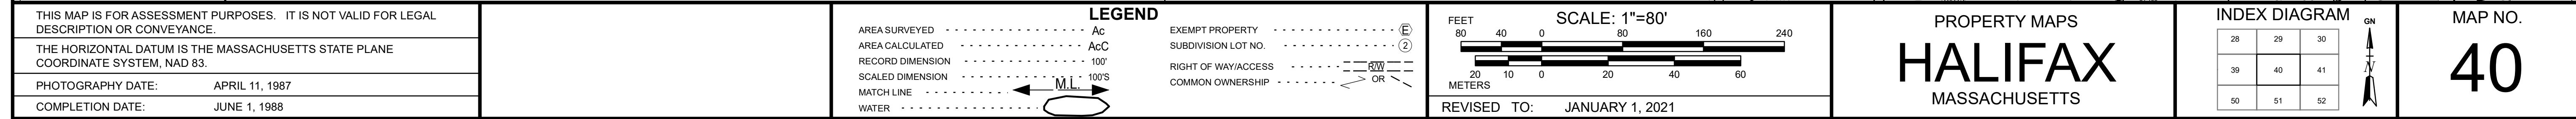 THIS MAP IS FOR ASSESSMENT PURPOSES. IT IS NOT VALID FOR LEGAL
DESCRIPTION OR CONVEYANCE.
THE HORIZONTAL DATUM IS THE MASSACHUSETTS STATE PLANE
COORDINATE SYSTEM, NAD 83.
PHOTOGRAPHY DATE: APRIL 11, 1987
COMPLETION DATE: JUNE 1, 1988
LEGEND
AREA SURVEYED Ac
AREA CALCULATED AcC
RECORD DIMENSION 100'
SCALED DIMENSION 100'S
MATCH LINE M.L.
WATER
EXEMPT PROPERTY E
SUBDIVISION LOT NO. 2
RIGHT OF WAY/ACCESS R/W
COMMON OWNERSHIP OR
SCALE: 1"=80'
FEET
80 40 0 80 160 240
20 10 0 20 40 60
METERS
REVISED TO: JANUARY 1, 2021
PROPERTY MAPS
HALIFAX
MASSACHUSETTS
INDEX DIAGRAM
28 29 30
39 40 41
50 51 52
GN
N
MAP NO.
40